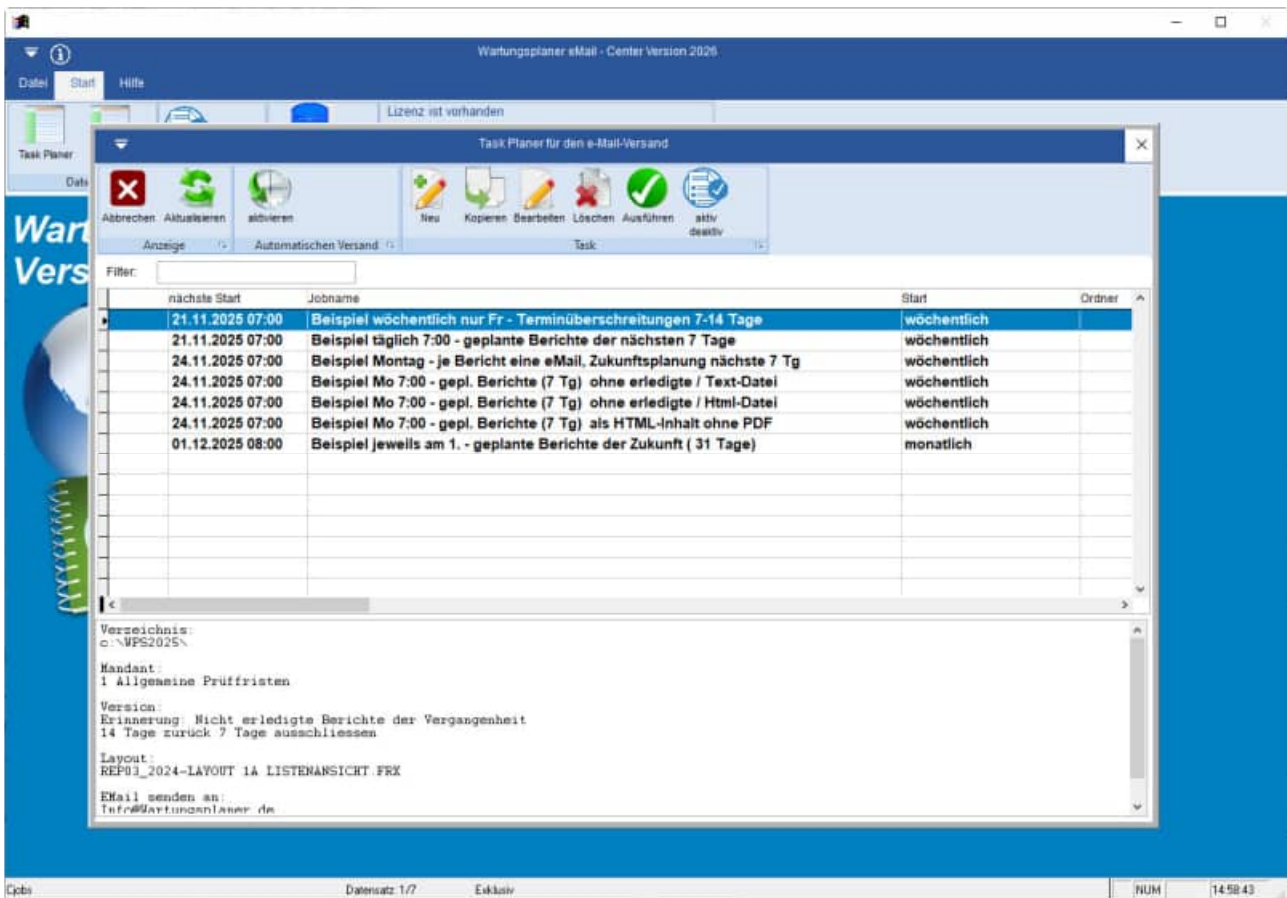 Wartungsplaner eMail - Center Version 2026
Datei Start Hilfe
Lizenz ist vorhanden
Task Planer
Task Planer für den e-Mail-Versand
Abbrechen Aktualisieren aktivieren Neu Kopieren Bearbeiten Löschen Ausführen aktiv deaktiv
Anzeige Automatischen Versand Task
Filter:
nächste Start Jobname Start Ordner
21.11.2025 07:00 Beispiel wöchentlich nur Fr - Terminüberschreitungen 7-14 Tage wöchentlich
21.11.2025 07:00 Beispiel täglich 7:00 - geplante Berichte der nächsten 7 Tage wöchentlich
24.11.2025 07:00 Beispiel Montag - je Bericht eine eMail, Zukunftsplanung nächste 7 Tg wöchentlich
24.11.2025 07:00 Beispiel Mo 7:00 - gepl. Berichte (7 Tg) ohne erledigte / Text-Datei wöchentlich
24.11.2025 07:00 Beispiel Mo 7:00 - gepl. Berichte (7 Tg) ohne erledigte / Html-Datei wöchentlich
24.11.2025 07:00 Beispiel Mo 7:00 - gepl. Berichte (7 Tg) als HTML-Inhalt ohne PDF wöchentlich
01.12.2025 08:00 Beispiel jeweils am 1. - geplante Berichte der Zukunft ( 31 Tage) monatlich
Verzeichnis:
c:\WPS2025\
Mandant:
1 Allgemeine Prüffristen
Version:
Erinnerung: Nicht erledigte Berichte der Vergangenheit
14 Tage zurück 7 Tage ausschliessen
Layout:
REP03_2024-LAYOUT 1A LISTENANSICHT.FRX
EMail senden an:
Info@Wartungsplaner.de
Cjobs Datensatz: 1/7 Exklusiv NUM 14:58:43